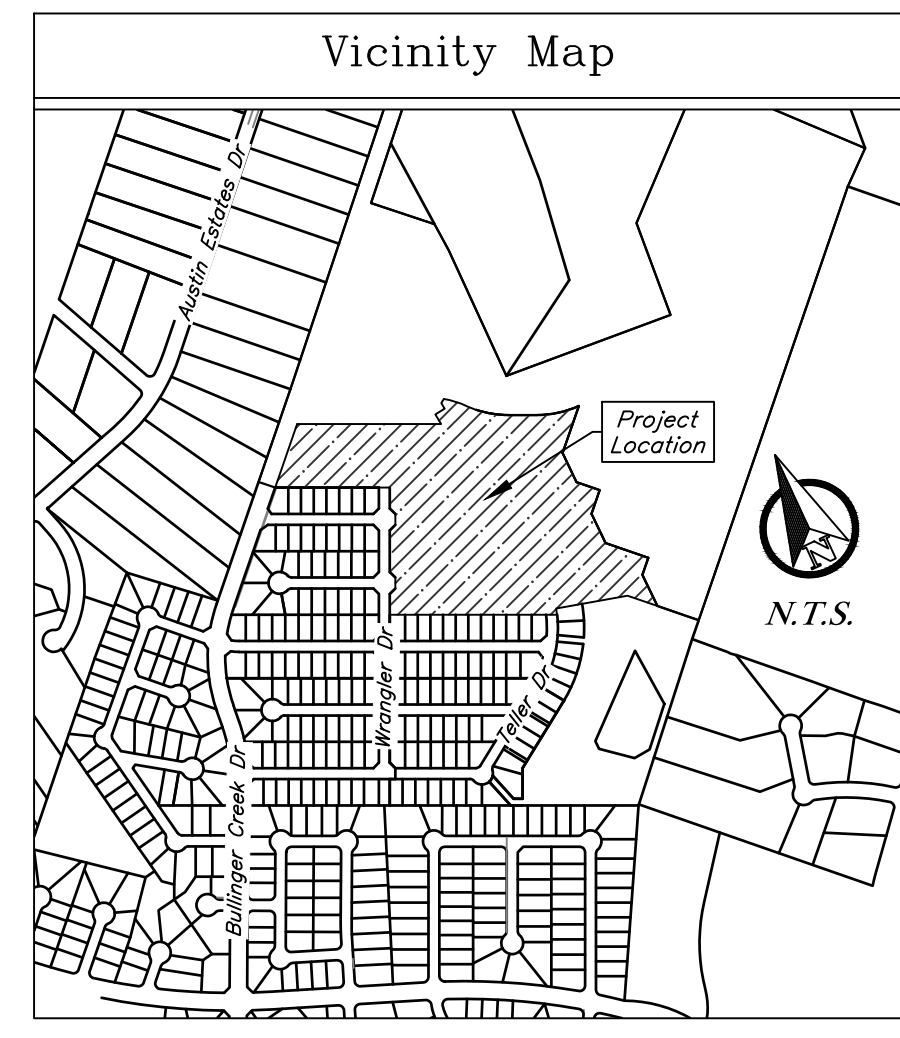 Vicinity Map
Austin Estates Dr
Project
Location
N
N.T.S.
Wrangler Dr
Teller Dr
Bullinger Creek Dr